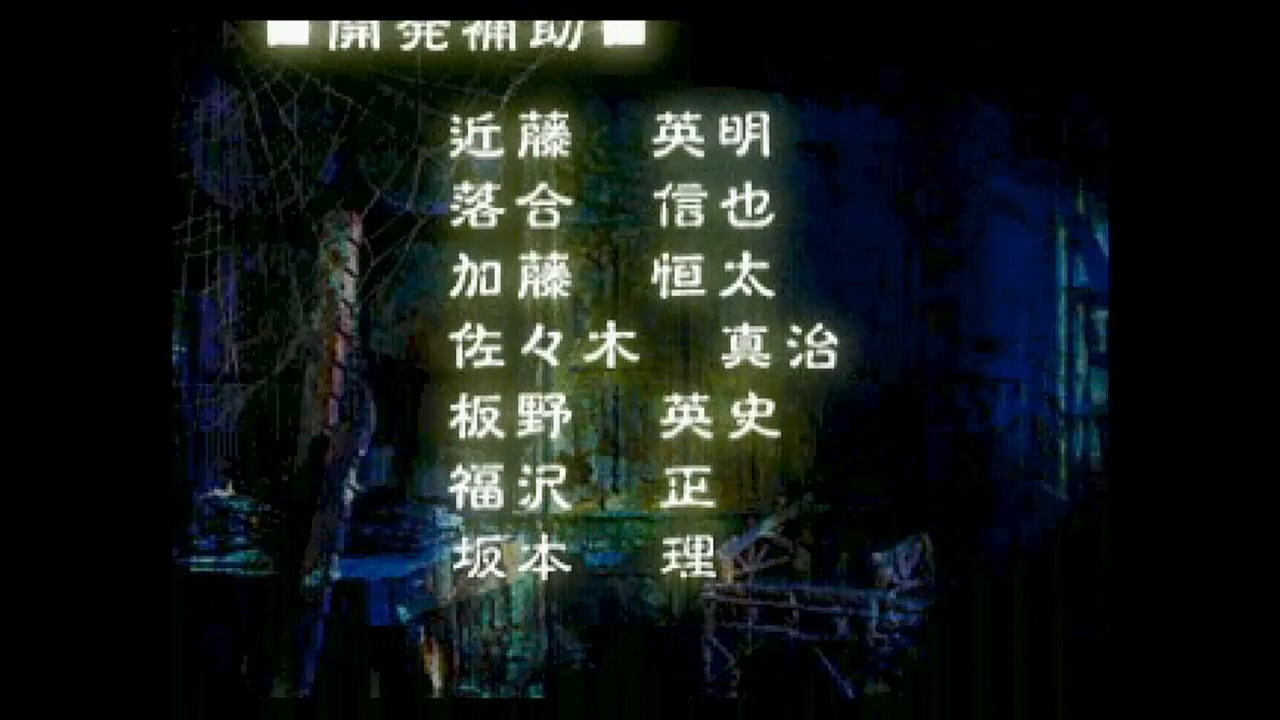 ■開発補助■
近藤 英明
落合 信也
加藤 恒太
佐々木 真治
板野 英史
福沢 正
坂本 理